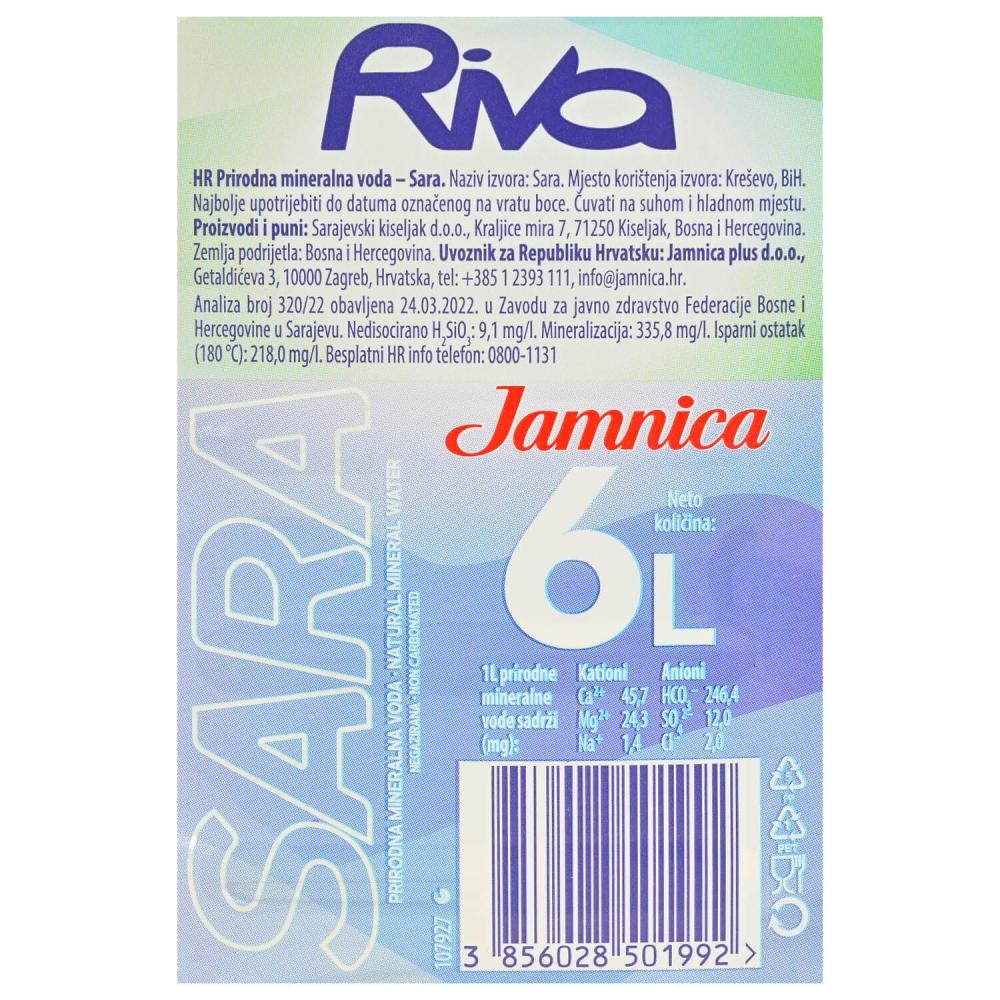 Riva
HR Prirodna mineralna voda – Sara. Naziv izvora: Sara. Mjesto korištenja izvora: Kreševo, BiH.
Najbolje upotrijebiti do datuma označenog na vratu boce. Čuvati na suhom i hladnom mjestu.
Proizvodi i puni: Sarajevski kiseljak d.o.o., Kraljice mira 7, 71250 Kiseljak, Bosna i Hercegovina.
Zemlja podrijetla: Bosna i Hercegovina. Uvoznik za Republiku Hrvatsku: Jamnica plus d.o.o.,
Getaldićeva 3, 10000 Zagreb, Hrvatska, tel: +385 1 2393 111, info@jamnica.hr.
Analiza broj 320/22 obavljena 24.03.2022. u Zavodu za javno zdravstvo Federacije Bosne i
Hercegovine u Sarajevu. Nedisocirano H₂SiO₃: 9,1 mg/l. Mineralizacija: 335,8 mg/l. Isparni ostatak
(180 °C): 218,0 mg/l. Besplatni HR info telefon: 0800-1131
SARA
PRIRODNA MINERALNA VODA · NATURAL MINERAL WATER
NEGAZIRANA · NON CARBONATED
Jamnica
Neto
količina:
6L
1L prirodne Kationi Anioni
mineralne Ca²⁺ 45,7 HCO₃⁻ 246,4
vode sadrži Mg²⁺ 24,3 SO₄²⁻ 12,0
(mg): Na⁺ 1,4 Cl⁻ 2,0
5
PP
1
PET
107927 G
3 856028 501992 >